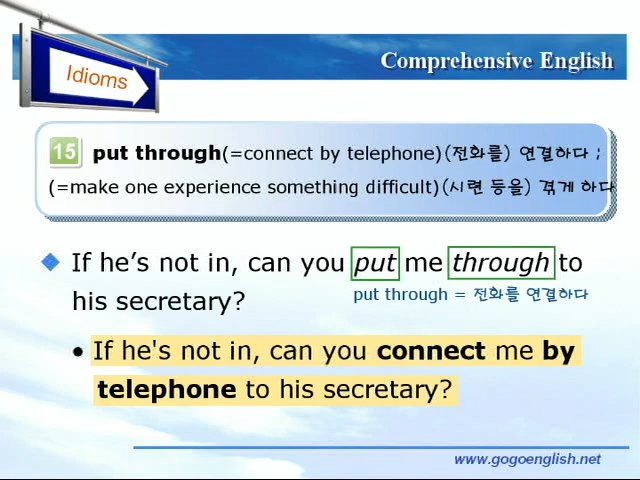 Idioms
Comprehensive English
15 put through(=connect by telephone)(전화를) 연결하다 ;
(=make one experience something difficult)(시련 등을) 겪게 하다
If he’s not in, can you put me through to
his secretary?
put through = 전화를 연결하다
• If he's not in, can you connect me by
telephone to his secretary?
www.gogoenglish.net